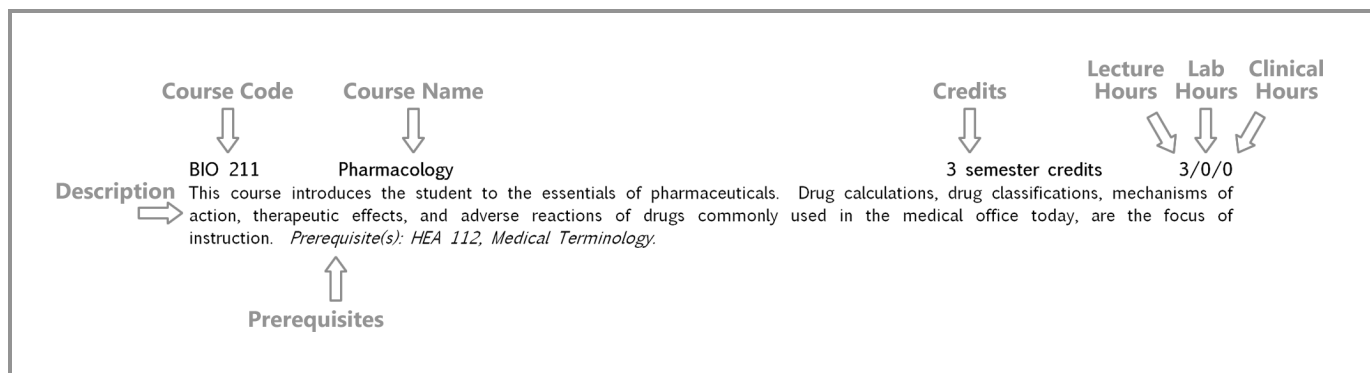 Lecture Lab Clinical
Course Code Course Name Credits Hours Hours Hours
BIO 211 Pharmacology 3 semester credits 3/0/0
Description This course introduces the student to the essentials of pharmaceuticals. Drug calculations, drug classifications, mechanisms of
action, therapeutic effects, and adverse reactions of drugs commonly used in the medical office today, are the focus of
instruction. Prerequisite(s): HEA 112, Medical Terminology.
Prerequisites